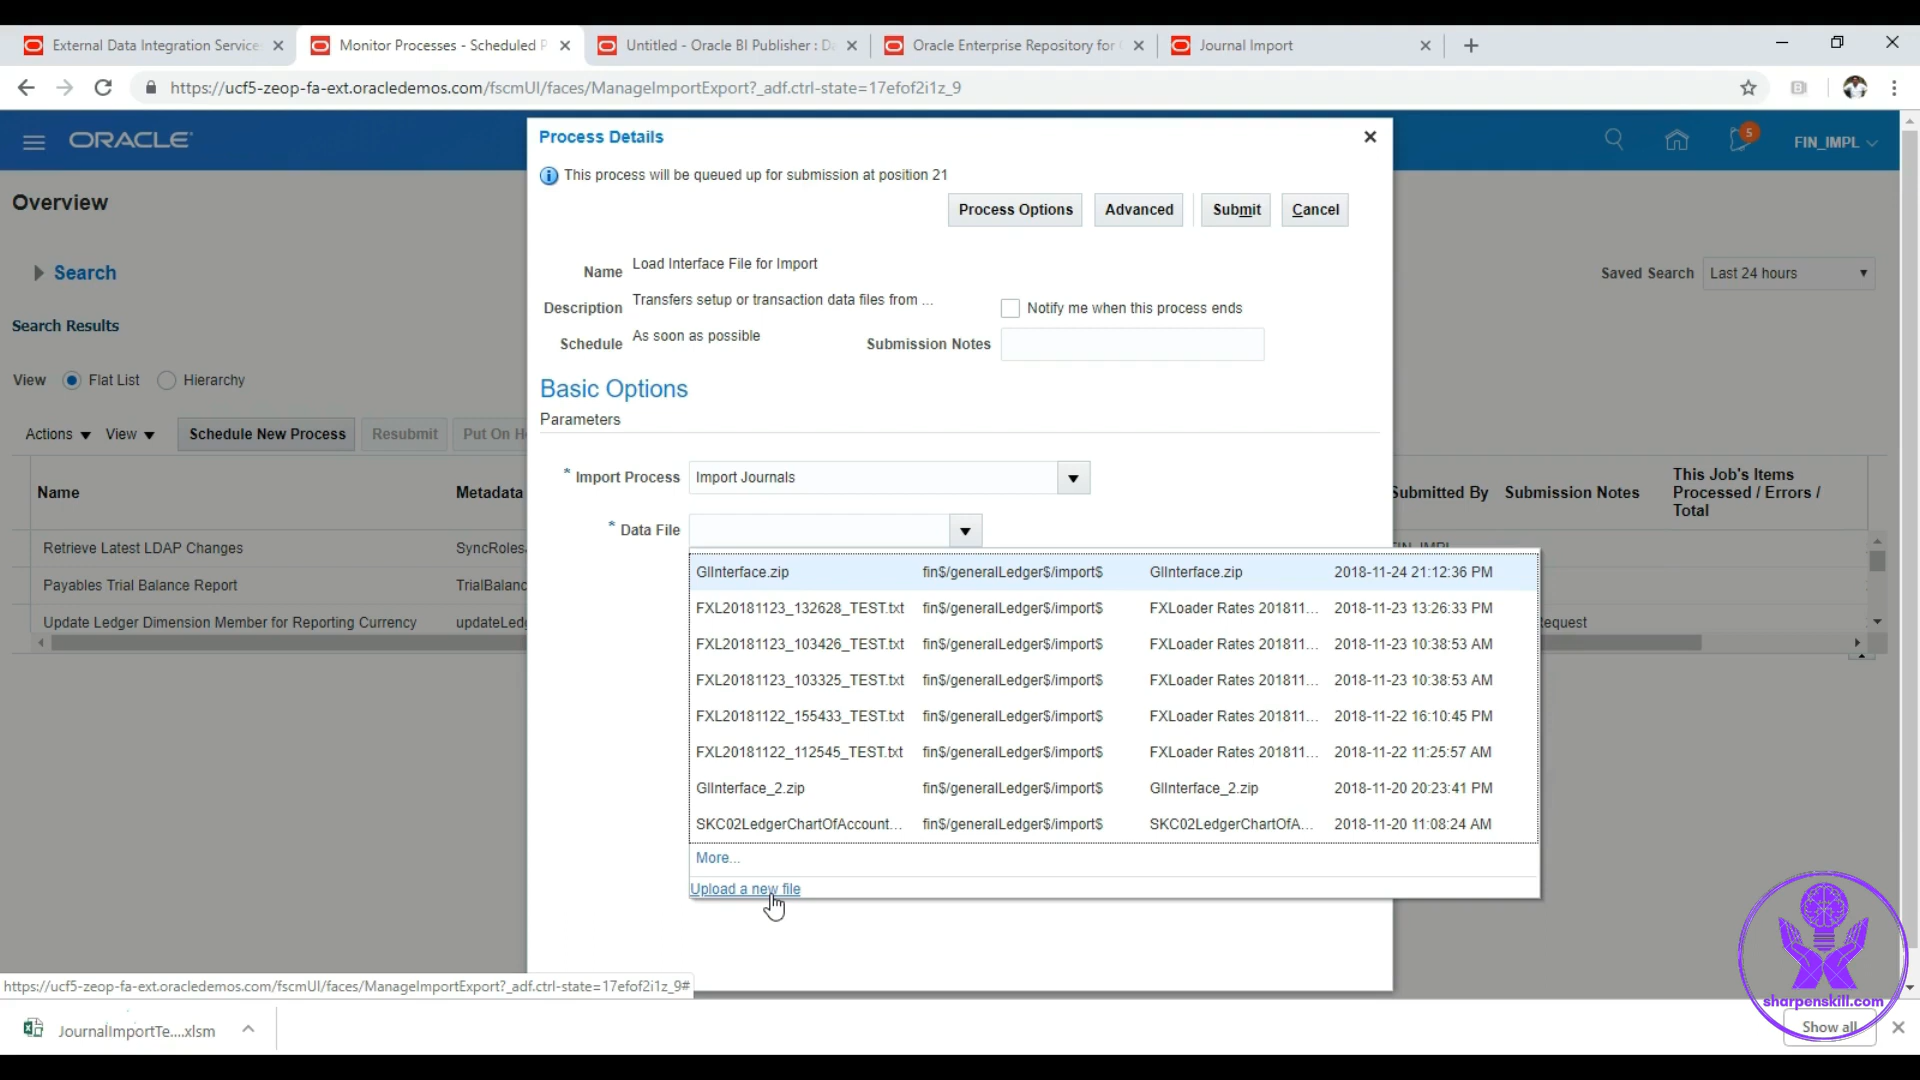 External Data Integration Service
Monitor Processes - Scheduled P
Untitled - Oracle BI Publisher : Da
Oracle Enterprise Repository for
Journal Import
https://ucf5-zeop-fa-ext.oracledemos.com/fscmUI/faces/ManageImportExport?_adf.ctrl-state=17efof2i1z_9
ORACLE
5
FIN_IMPL
Process Details
This process will be queued up for submission at position 21
Process Options Advanced Submit Cancel
Overview
Search
Saved Search Last 24 hours
Name Load Interface File for Import
Description Transfers setup or transaction data files from ...
Notify me when this process ends
Schedule As soon as possible
Submission Notes
Search Results
View Flat List Hierarchy
Basic Options
Parameters
Actions View Schedule New Process Resubmit Put On H
* Import Process Import Journals
* Data File
Name Metadata Submitted By Submission Notes This Job's Items
Processed / Errors /
Total
Retrieve Latest LDAP Changes SyncRoles. FIN_IMPL
Payables Trial Balance Report TrialBalanc
Update Ledger Dimension Member for Reporting Currency updateLed Request
GlInterface.zip fin$/generalLedger$/import$ GlInterface.zip 2018-11-24 21:12:36 PM
FXL20181123_132628_TEST.txt fin$/generalLedger$/import$ FXLoader Rates 201811... 2018-11-23 13:26:33 PM
FXL20181123_103426_TEST.txt fin$/generalLedger$/import$ FXLoader Rates 201811... 2018-11-23 10:38:53 AM
FXL20181123_103325_TEST.txt fin$/generalLedger$/import$ FXLoader Rates 201811... 2018-11-23 10:38:53 AM
FXL20181122_155433_TEST.txt fin$/generalLedger$/import$ FXLoader Rates 201811... 2018-11-22 16:10:45 PM
FXL20181122_112545_TEST.txt fin$/generalLedger$/import$ FXLoader Rates 201811... 2018-11-22 11:25:57 AM
GlInterface_2.zip fin$/generalLedger$/import$ GlInterface_2.zip 2018-11-20 20:23:41 PM
SKC02LedgerChartOfAccount... fin$/generalLedger$/import$ SKC02LedgerChartOfA... 2018-11-20 11:08:24 AM
More...
Upload a new file
https://ucf5-zeop-fa-ext.oracledemos.com/fscmUI/faces/ManageImportExport?_adf.ctrl-state=17efof2i1z_9#
sharpenskill.com
JournalImportTe....xlsm
Show all